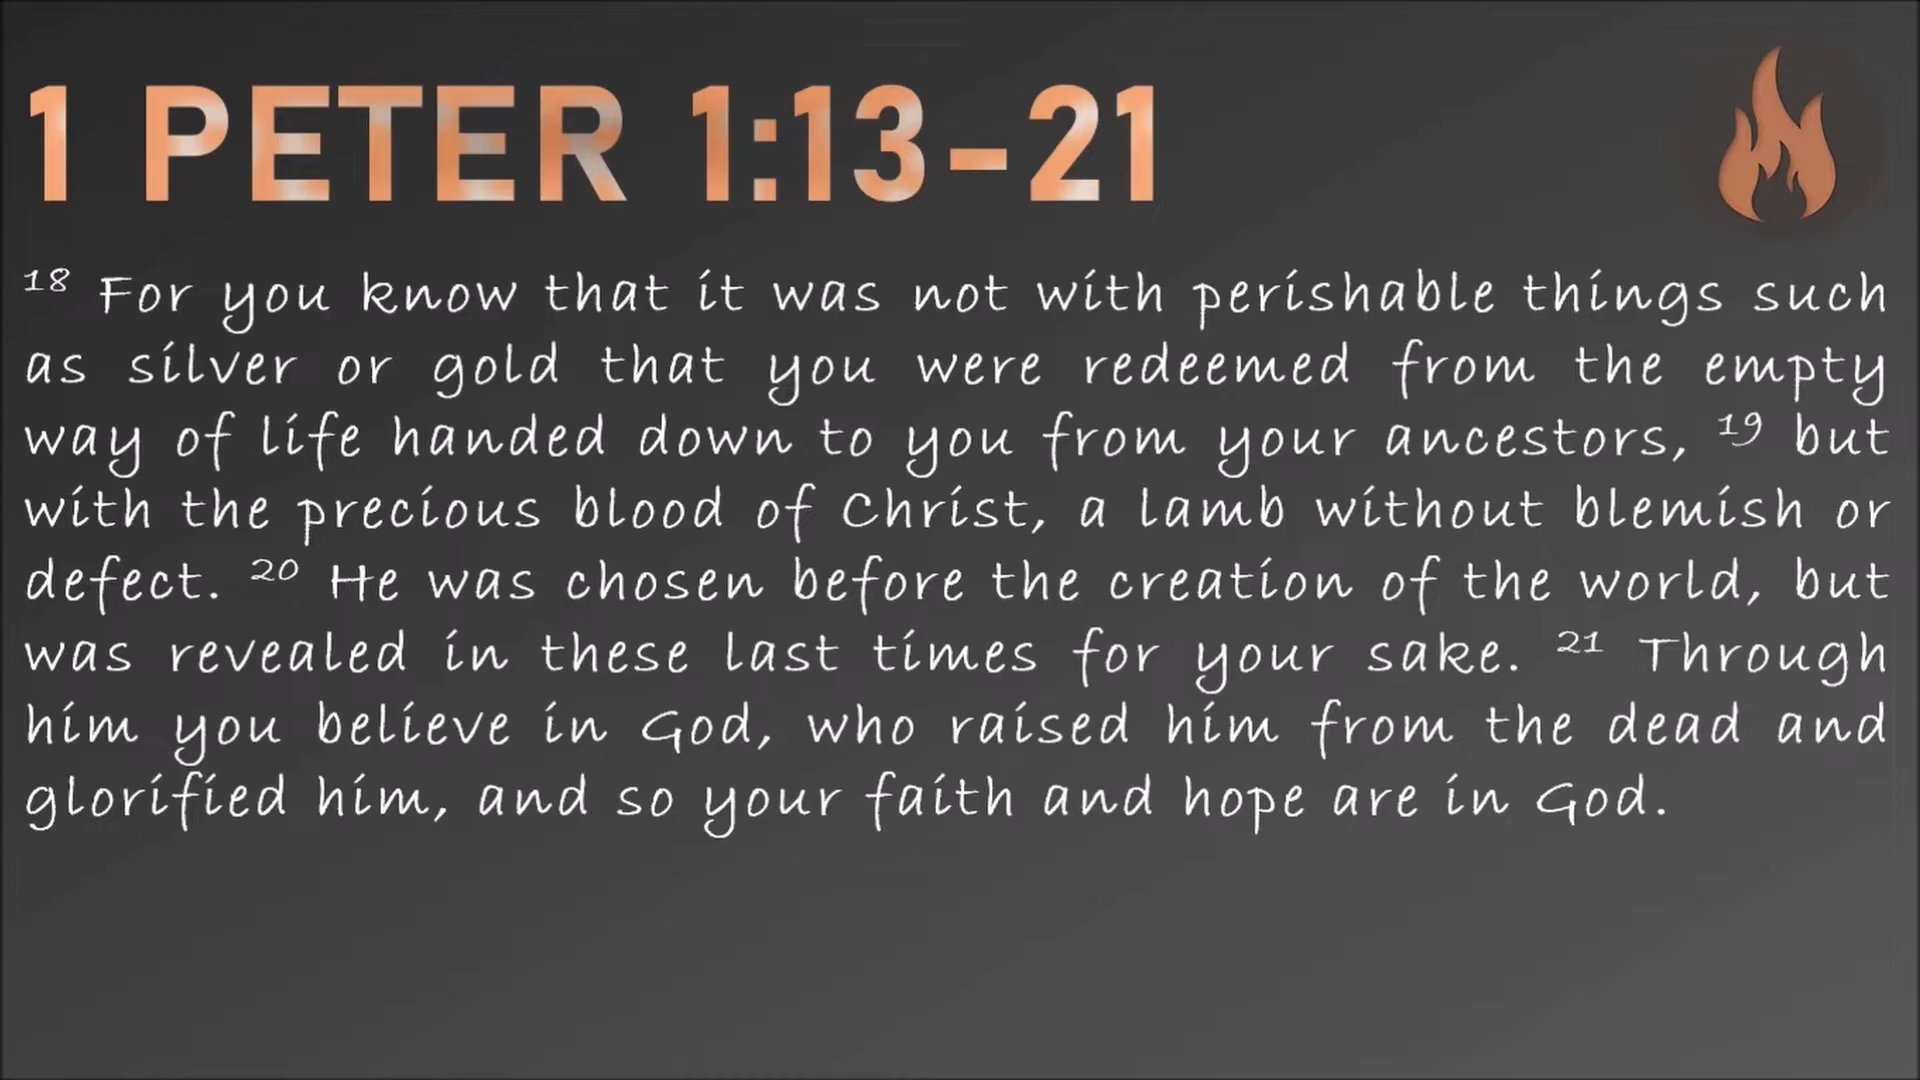 1 PETER 1:13-21
18 For you know that it was not with perishable things such
as silver or gold that you were redeemed from the empty
way of life handed down to you from your ancestors, 19 but
with the precious blood of Christ, a lamb without blemish or
defect. 20 He was chosen before the creation of the world, but
was revealed in these last times for your sake. 21 Through
him you believe in God, who raised him from the dead and
glorified him, and so your faith and hope are in God.